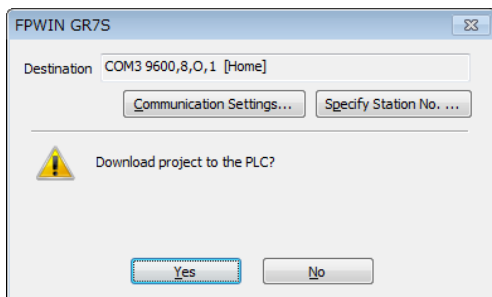 FPWIN GR7S
Destination COM3 9600,8,O,1 [Home]
Communication Settings... Specify Station No. ...
Download project to the PLC?
Yes No